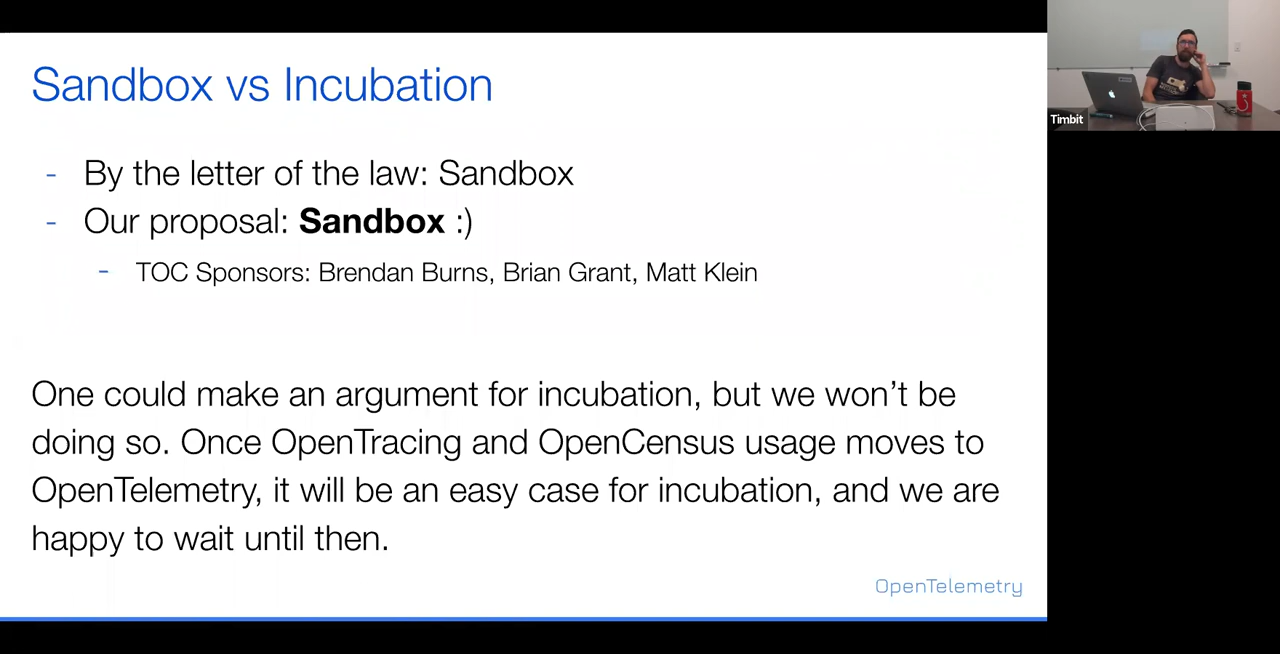 Sandbox vs Incubation
- By the letter of the law: Sandbox
- Our proposal: Sandbox :)
- TOC Sponsors: Brendan Burns, Brian Grant, Matt Klein
One could make an argument for incubation, but we won’t be
doing so. Once OpenTracing and OpenCensus usage moves to
OpenTelemetry, it will be an easy case for incubation, and we are
happy to wait until then.
OpenTelemetry
Timbit